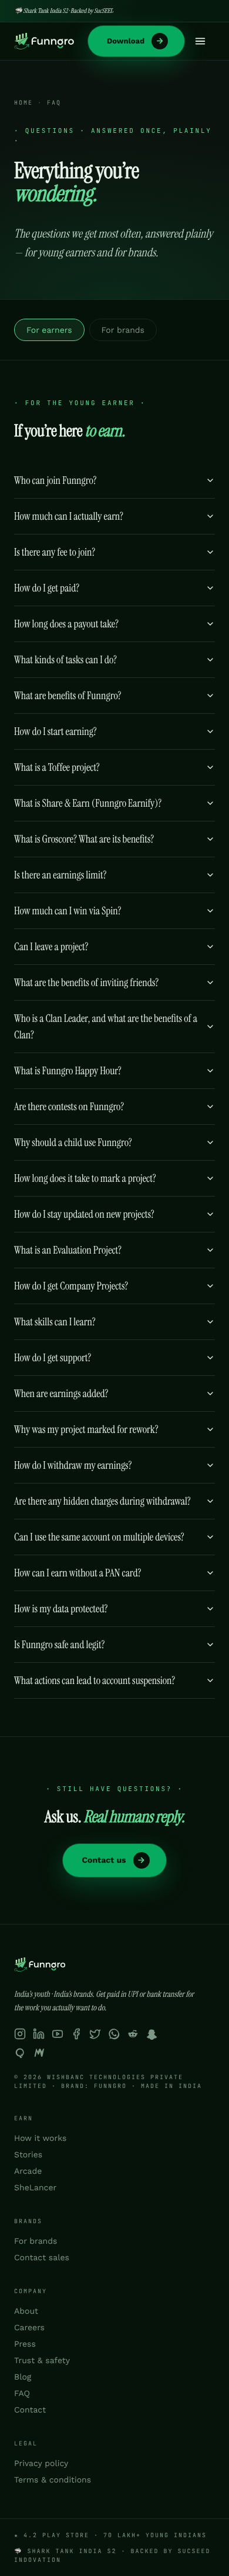 🦈 Shark Tank India S2 · Backed by SucSEED.
Funngro
Download
HOME · FAQ
· QUESTIONS · ANSWERED ONCE, PLAINLY
·
Everything you're
wondering.
The questions we get most often, answered plainly
— for young earners and for brands.
For earners
For brands
· FOR THE YOUNG EARNER ·
If you're here to earn.
Who can join Funngro?
How much can I actually earn?
Is there any fee to join?
How do I get paid?
How long does a payout take?
What kinds of tasks can I do?
What are benefits of Funngro?
How do I start earning?
What is a Toffee project?
What is Share & Earn (Funngro Earnify)?
What is Groscore? What are its benefits?
Is there an earnings limit?
How much can I win via Spin?
Can I leave a project?
What are the benefits of inviting friends?
Who is a Clan Leader, and what are the benefits of a
Clan?
What is Funngro Happy Hour?
Are there contests on Funngro?
Why should a child use Funngro?
How long does it take to mark a project?
How do I stay updated on new projects?
What is an Evaluation Project?
How do I get Company Projects?
What skills can I learn?
How do I get support?
When are earnings added?
Why was my project marked for rework?
How do I withdraw my earnings?
Are there any hidden charges during withdrawal?
Can I use the same account on multiple devices?
How can I earn without a PAN card?
How is my data protected?
Is Funngro safe and legit?
What actions can lead to account suspension?
· STILL HAVE QUESTIONS? ·
Ask us. Real humans reply.
Contact us
Funngro
India's youth · India's brands. Get paid in UPI or bank transfer for
the work you actually want to do.
© 2026 WISHBANC TECHNOLOGIES PRIVATE
LIMITED · BRAND: FUNNGRO · MADE IN INDIA
EARN
How it works
Stories
Arcade
SheLancer
BRANDS
For brands
Contact sales
COMPANY
About
Careers
Press
Trust & safety
Blog
FAQ
Contact
LEGAL
Privacy policy
Terms & conditions
★ 4.2 PLAY STORE · 70 LAKH+ YOUNG INDIANS
🦈 SHARK TANK INDIA S2 · BACKED BY SUCSEED
INNOVATION